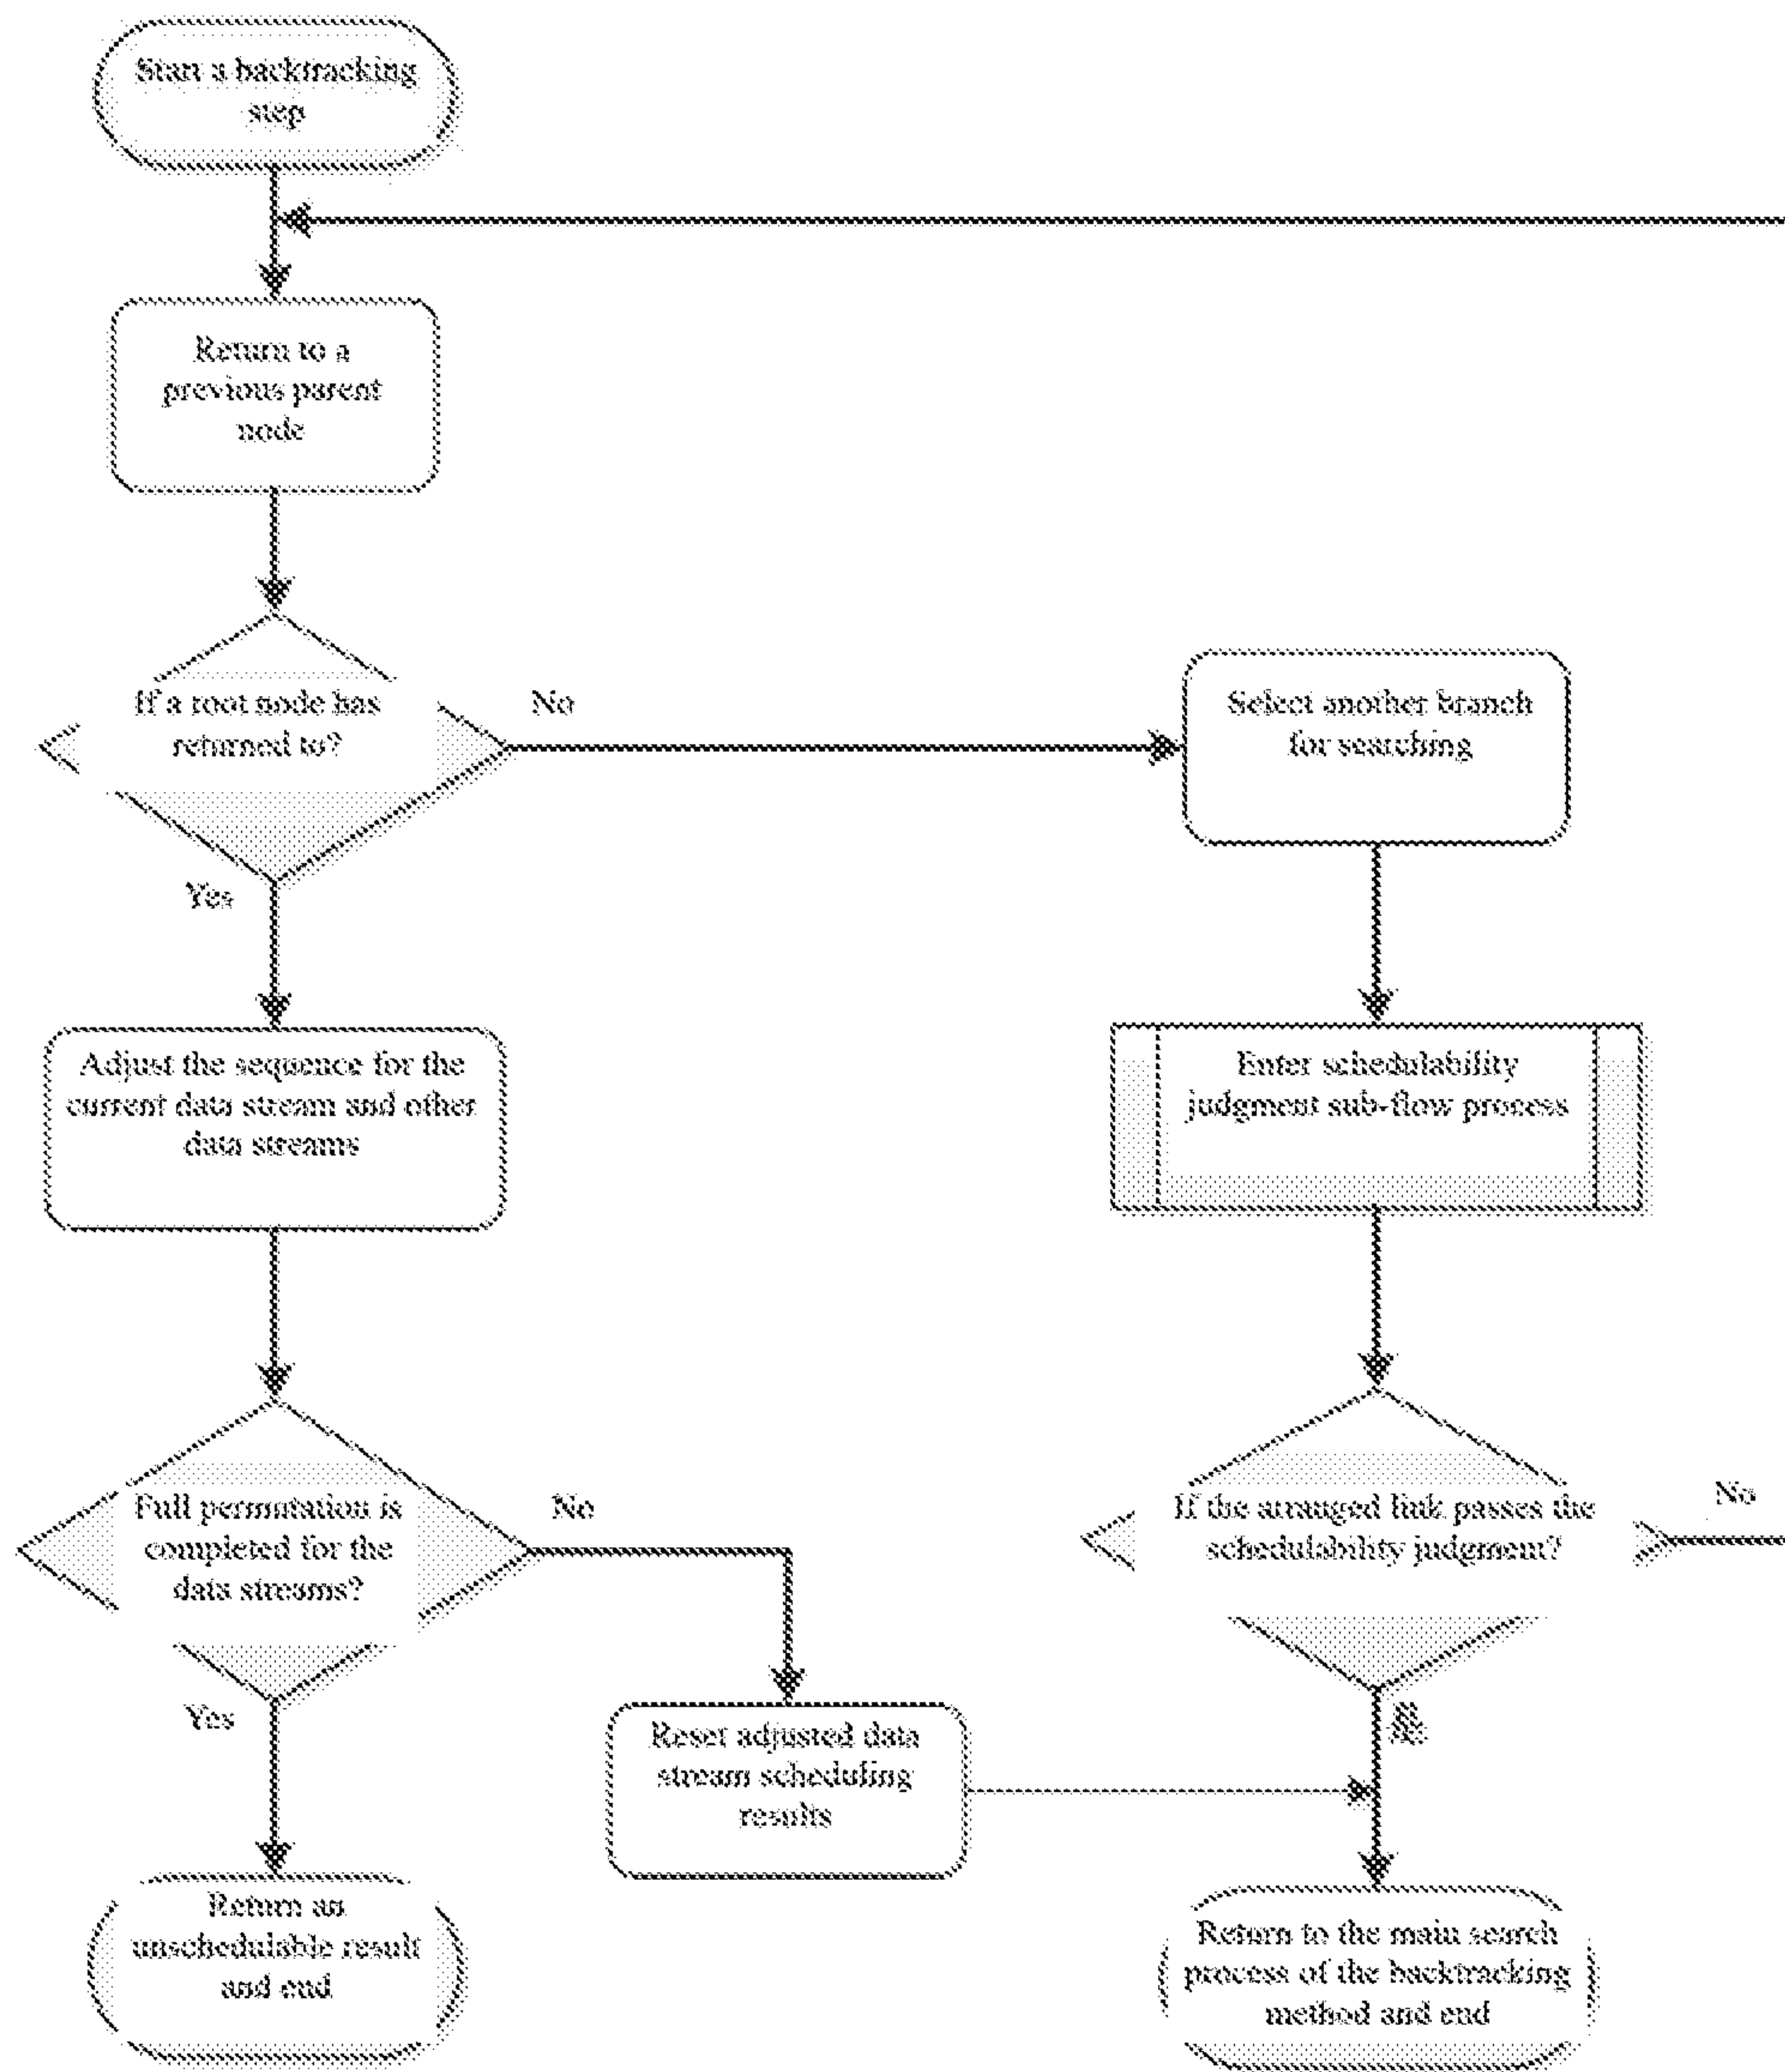 Start a backtracking
step
Return to a
previous parent
node
If a root node has
returned to?
No
Yes
Select another branch
for searching
Adjust the sequence for the
current data stream and other
data streams
Enter schedulability
judgment sub-flow process
Full permutation is
completed for the
data streams?
No
Yes
If the arranged link passes the
schedulability judgment?
No
Reset adjusted data
stream scheduling
results
Return an
unschedulable result
and end
Return to the main search
process of the backtracking
method and end